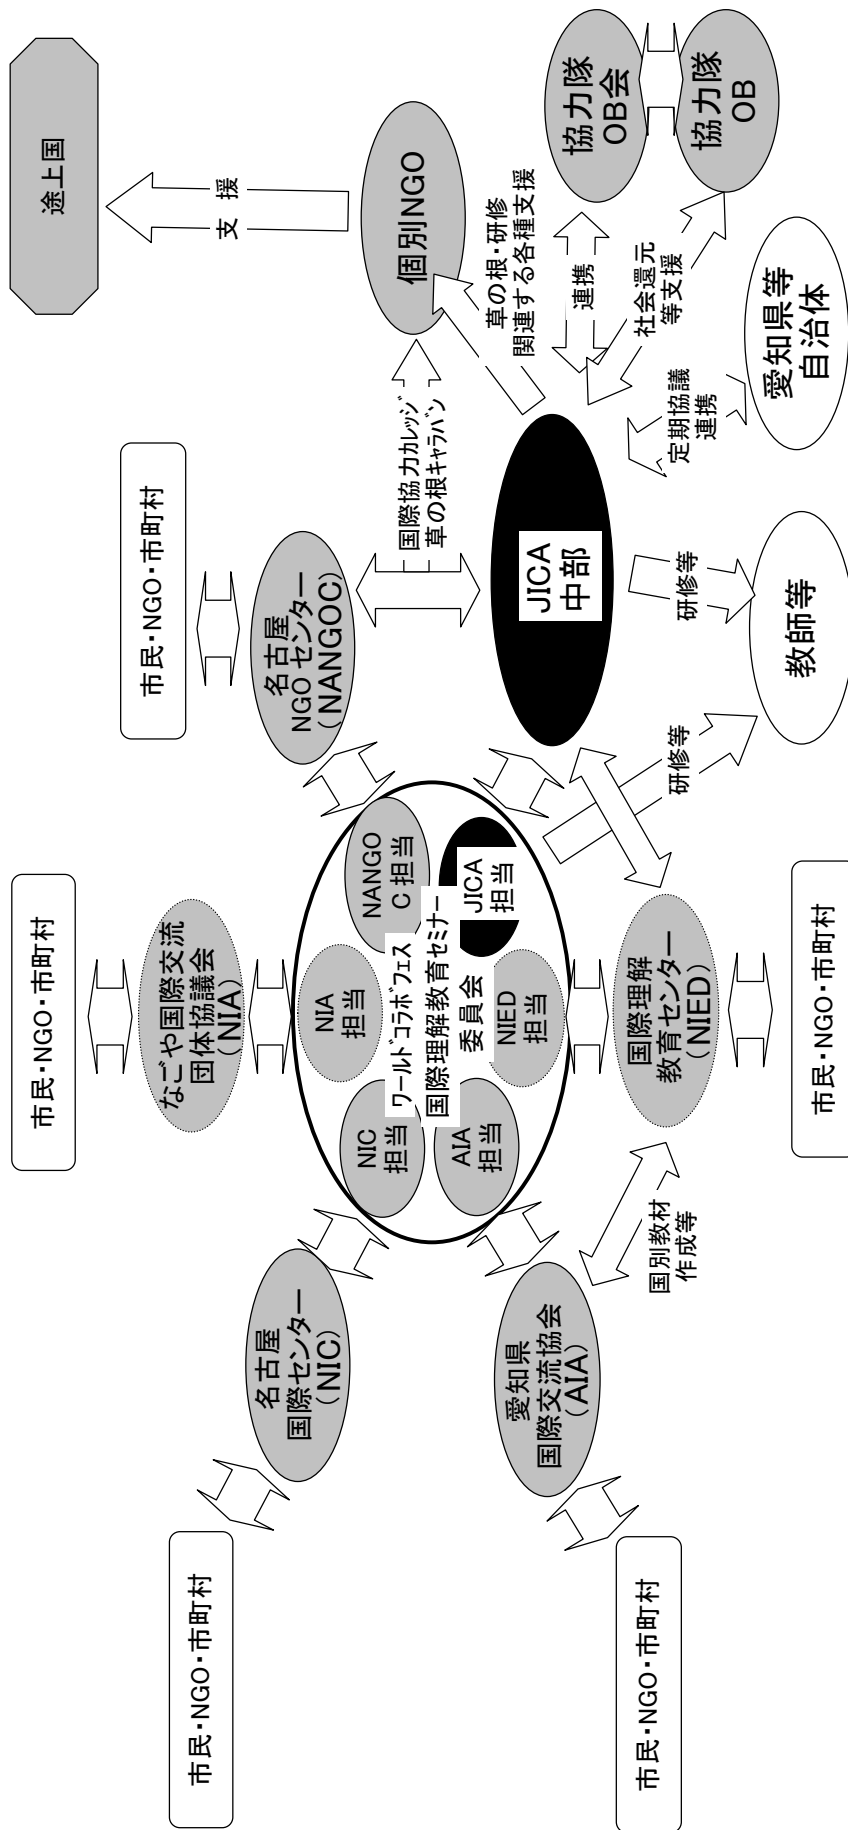 市民・NGO・市町村
名古屋
国際センター
(NIC)
市民・NGO・市町村
なごや国際交流
団体協議会
(NIA)
市民・NGO・市町村
名古屋
NGO センター
(NANGOC)
途上国
支 援
個別NGO
国際協力カレッジ
草の根キャラバン
草の根・研修
関連する各種支援
協力隊
OB会
協力隊
OB
連携
社会還元
等支援
定期協議
連携
愛知県等
自治体
JICA
中部
研修等
教師等
研修等
NIC
担当
NIA
担当
NANGO
C 担当
ワールドコラボフェス
国際理解教育セミナー
委員会
AIA
担当
NIED
担当
JICA
担当
市民・NGO・市町村
愛知県
国際交流協会
(AIA)
国別教材
作成等
国際理解
教育センター
(NIED)
市民・NGO・市町村